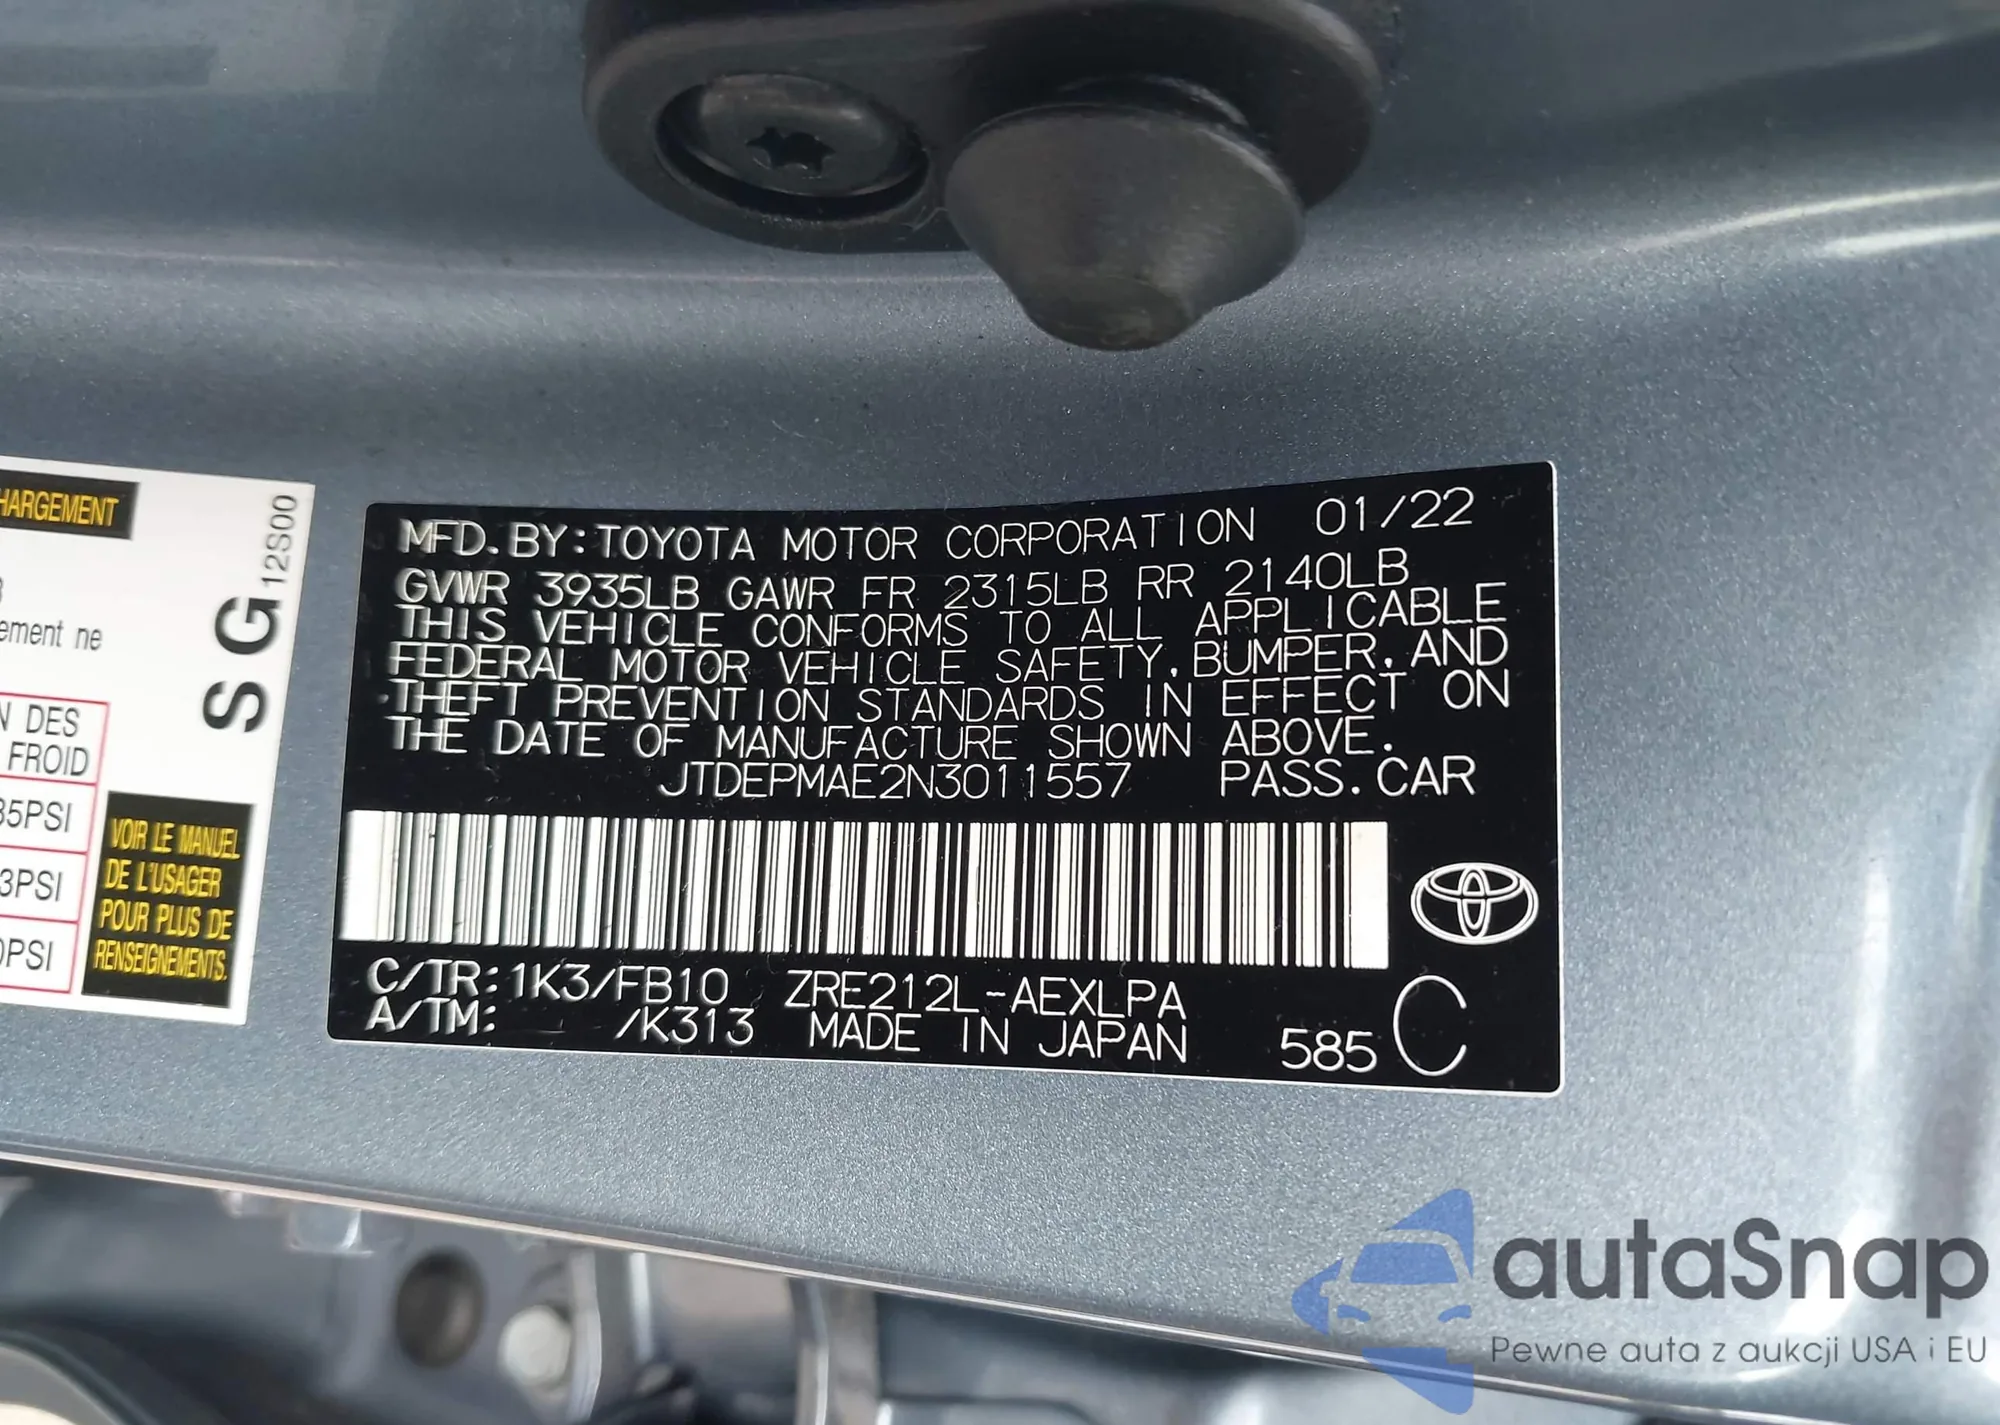 HARGEMENT
12S00
S G
ement ne
N DES
FROID
35PSI
3PSI
0PSI
VOIR LE MANUEL
DE L'USAGER
POUR PLUS DE
RENSEIGNEMENTS.
MFD. BY: TOYOTA MOTOR CORPORATION 01/22
GVWR 3935LB GAWR FR 2315LB RR 2140LB
THIS VEHICLE CONFORMS TO ALL APPLICABLE
FEDERAL MOTOR VEHICLE SAFETY, BUMPER, AND
THEFT PREVENTION STANDARDS IN EFFECT ON
THE DATE OF MANUFACTURE SHOWN ABOVE.
JTDEPMAE2N3011557 PASS. CAR
C/TR: 1K3/FB10 ZRE212L-AEXLPA
A/TM: /K313 MADE IN JAPAN 585 C
autaSnap
Pewne auta z aukcji USA i EU